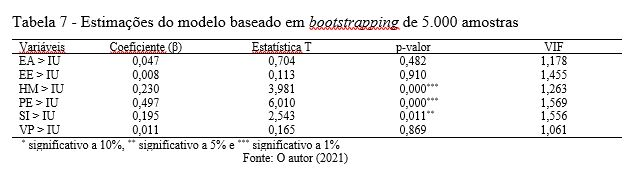 Tabela 7 - Estimações do modelo baseado em bootstrapping de 5.000 amostras
Variáveis Coeficiente (β) Estatística T p-valor VIF
EA > IU 0,047 0,704 0,482 1,178
EE > IU 0,008 0,113 0,910 1,455
HM > IU 0,230 3,981 0,000*** 1,263
PE > IU 0,497 6,010 0,000*** 1,569
SI > IU 0,195 2,543 0,011** 1,556
VP > IU 0,011 0,165 0,869 1,061
* significativo a 10%, ** significativo a 5% e *** significativo a 1%
Fonte: O autor (2021)